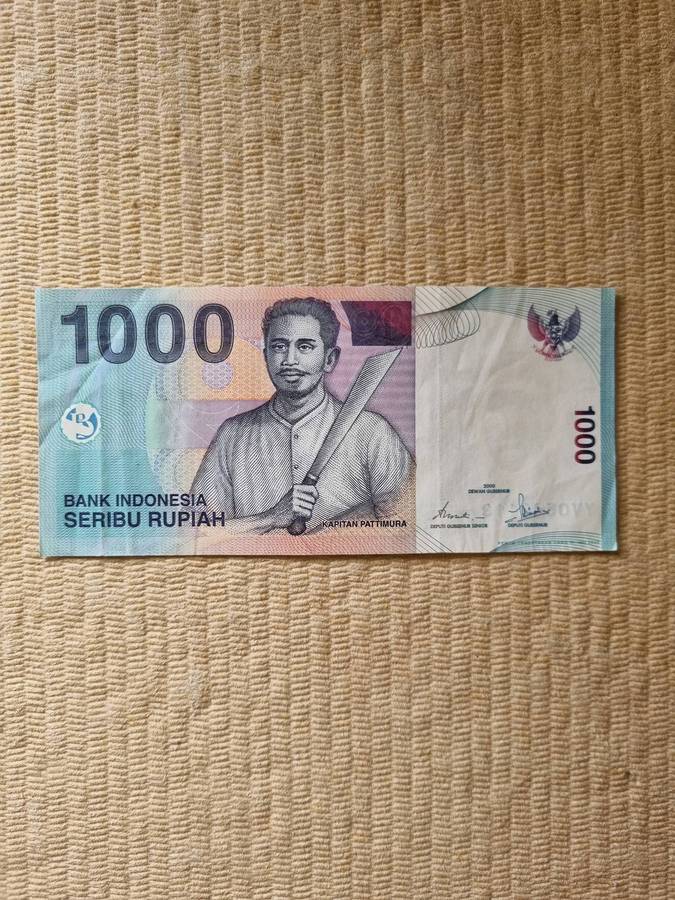 1000
BANK INDONESIA
SERIBU RUPIAH
KAPITAN PATTIMURA
1000
2000
DEWAN GUBERNUR
DEPUTI GUBERNUR SENIOR
DEPUTI GUBERNUR